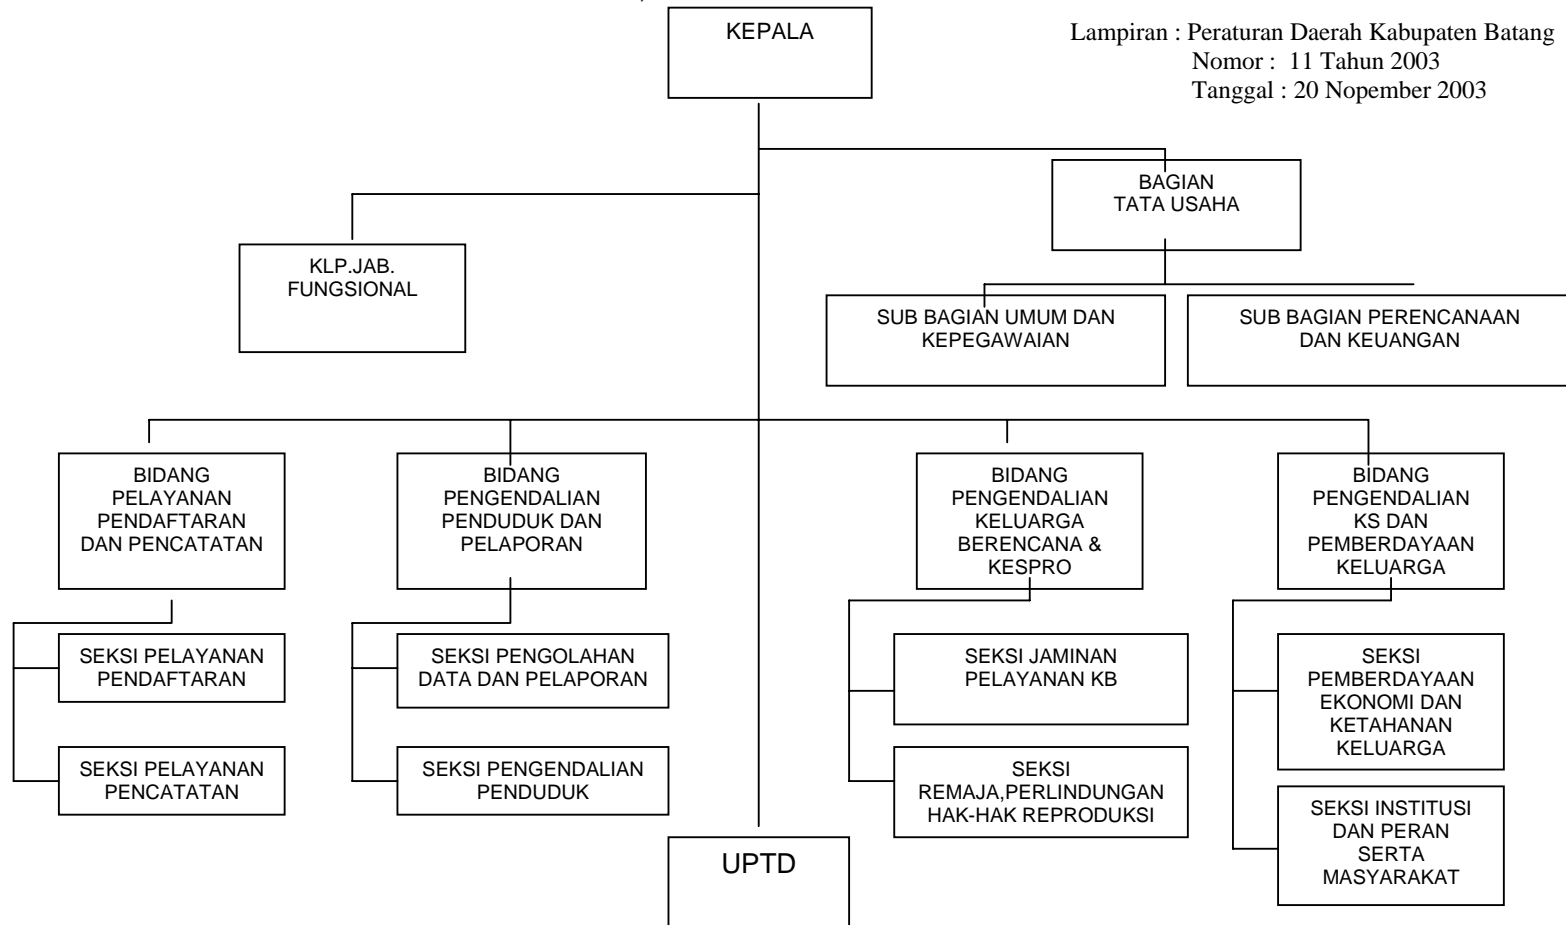 KEPALA
Lampiran : Peraturan Daerah Kabupaten Batang
Nomor : 11 Tahun 2003
Tanggal : 20 Nopember 2003
BAGIAN
TATA USAHA
KLP.JAB.
FUNGSIONAL
SUB BAGIAN UMUM DAN
KEPEGAWAIAN
SUB BAGIAN PERENCANAAN
DAN KEUANGAN
BIDANG
PELAYANAN
PENDAFTARAN
DAN PENCATATAN
BIDANG
PENGENDALIAN
PENDUDUK DAN
PELAPORAN
BIDANG
PENGENDALIAN
KELUARGA
BERENCANA &
KESPRO
BIDANG
PENGENDALIAN
KS DAN
PEMBERDAYAAN
KELUARGA
SEKSI PELAYANAN
PENDAFTARAN
SEKSI PENGOLAHAN
DATA DAN PELAPORAN
SEKSI JAMINAN
PELAYANAN KB
SEKSI
PEMBERDAYAAN
EKONOMI DAN
KETAHANAN
KELUARGA
SEKSI PELAYANAN
PENCATATAN
SEKSI PENGENDALIAN
PENDUDUK
SEKSI
REMAJA,PERLINDUNGAN
HAK-HAK REPRODUKSI
SEKSI INSTITUSI
DAN PERAN
SERTA
MASYARAKAT
UPTD